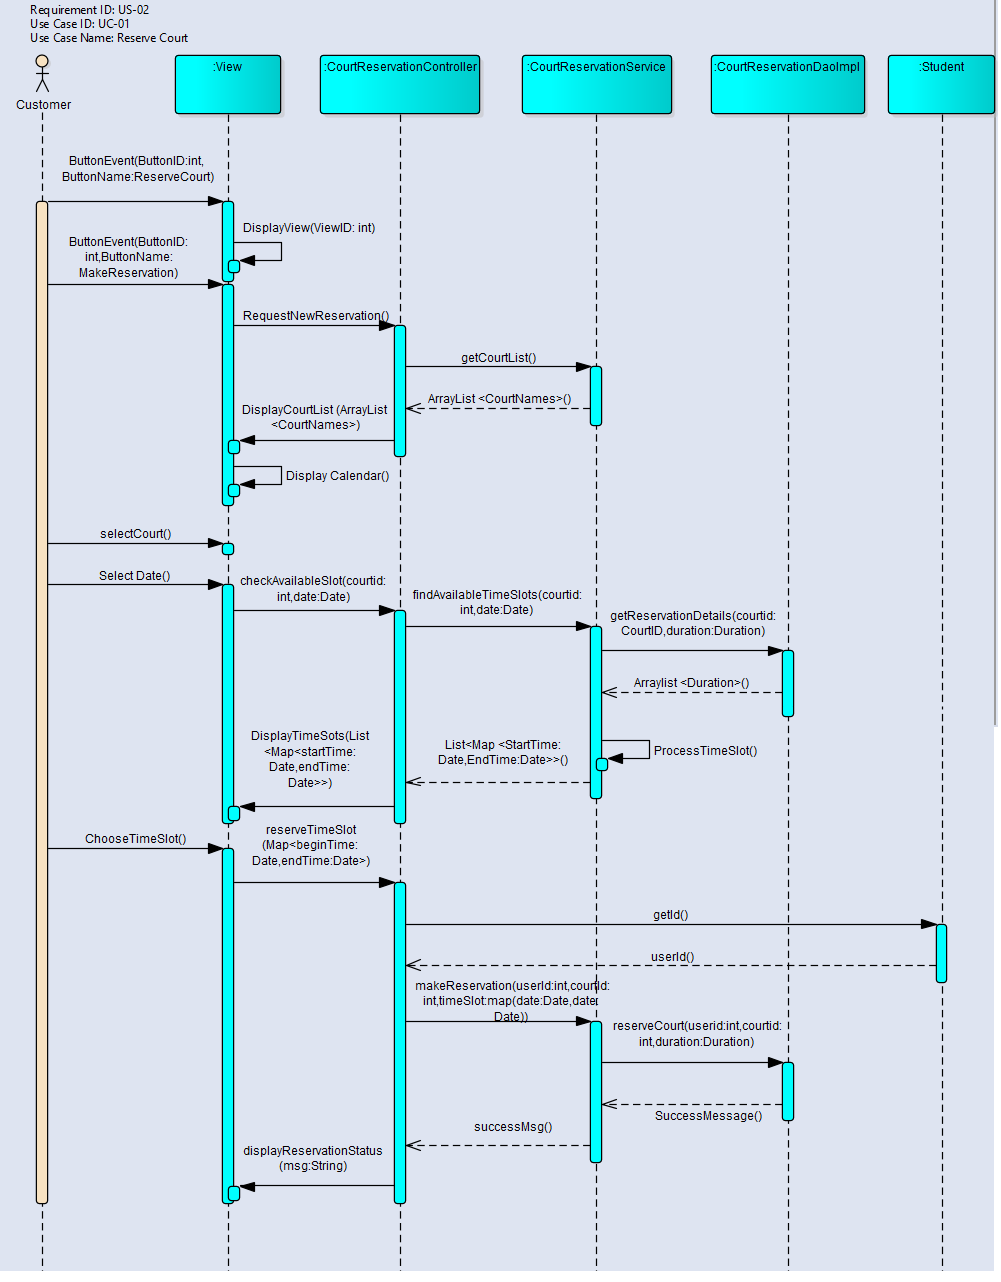 Requirement ID: US-02
Use Case ID: UC-01
Use Case Name: Reserve Court
Customer
:View
:CourtReservationController
:CourtReservationService
:CourtReservationDaoImpl
:Student
ButtonEvent(ButtonID:int,
ButtonName:ReserveCourt)
DisplayView(ViewID: int)
ButtonEvent(ButtonID:
int,ButtonName:
MakeReservation)
RequestNewReservation()
getCourtList()
ArrayList <CourtNames>()
DisplayCourtList (ArrayList
<CourtNames>)
Display Calendar()
selectCourt()
Select Date()
checkAvailableSlot(courtid:
int,date:Date)
findAvailableTimeSlots(courtid:
int,date:Date)
getReservationDetails(courtid:
CourtID,duration:Duration)
Arraylist <Duration>()
ProcessTimeSlot()
List<Map <StartTime:
Date,EndTime:Date>>()
DisplayTimeSots(List
<Map<startTime:
Date,endTime:
Date>>)
ChooseTimeSlot()
reserveTimeSlot
(Map<beginTime:
Date,endTime:Date>)
getId()
userId()
makeReservation(userId:int,courtId:
int,timeSlot:map(date:Date,date:
Date))
reserveCourt(userid:int,courtid:
int,duration:Duration)
SuccessMessage()
successMsg()
displayReservationStatus
(msg:String)